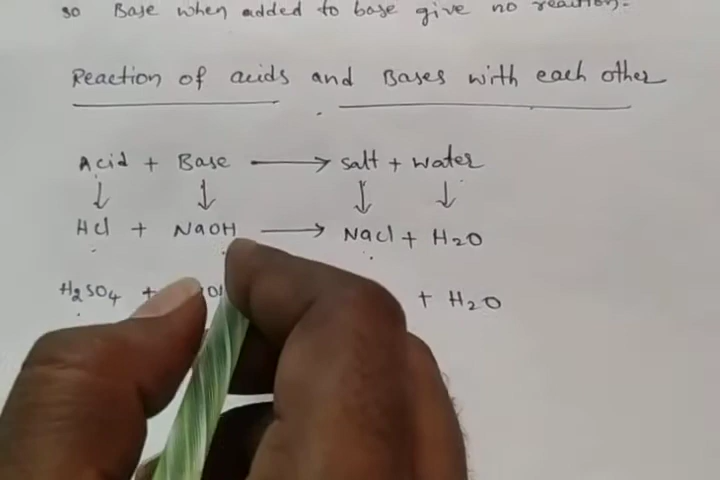 so Base when added to base give no reaction.
Reaction of acids and Bases with each other
Acid + Base → salt + water
HCl + NaOH → NaCl + H2O
H2SO4 + + H2O